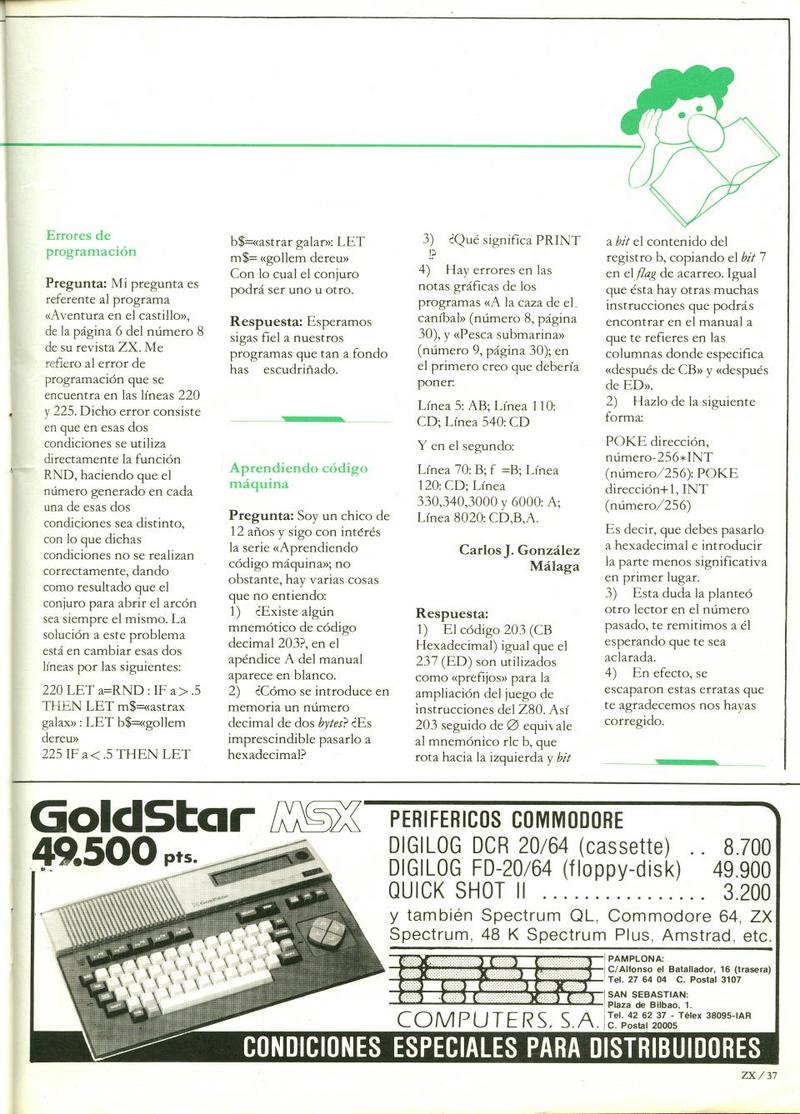 Errores de
programación
Pregunta: Mi pregunta es
referente al programa
«Aventura en el castillo»,
de la página 6 del número 8
de su revista ZX. Me
refiero al error de
programación que se
encuentra en las líneas 220
y 225. Dicho error consiste
en que en esas dos
condiciones se utiliza
directamente la función
RND, haciendo que el
número generado en cada
una de esas dos
condiciones sea distinto,
con lo que dichas
condiciones no se realizan
correctamente, dando
como resultado que el
conjuro para abrir el arcón
sea siempre el mismo. La
solución a este problema
está en cambiar esas dos
líneas por las siguientes:
220 LET a=RND : IF a > .5
THEN LET m$=«astrax
galax» : LET b$=«gollem
dereu»
225 IF a < .5 THEN LET
b$=«astrar galar»: LET
m$= «gollem dereu»
Con lo cual el conjuro
podrá ser uno u otro.
Respuesta: Esperamos
sigas fiel a nuestros
programas que tan a fondo
has escudriñado.
Aprendiendo código
máquina
Pregunta: Soy un chico de
12 años y sigo con intérés
la serie «Aprendiendo
código máquina»; no
obstante, hay varias cosas
que no entiendo:
1) ¿Existe algún
mnemótico de código
decimal 203?, en el
apéndice A del manual
aparece en blanco.
2) ¿Cómo se introduce en
memoria un número
decimal de dos bytes? ¿Es
imprescindible pasarlo a
hexadecimal?
3) ¿Qué significa PRINT
!?
4) Hay errores en las
notas gráficas de los
programas «A la caza de el
caníbal» (número 8, página
30), y «Pesca submarina»
(número 9, página 30); en
el primero creo que debería
poner:
Línea 5: AB; Línea 110:
CD; Línea 540: CD
Y en el segundo:
Línea 70: B; f =B; Línea
120: CD; Línea
330,340,3000 y 6000: A;
Línea 8020: CD,B,A.
Carlos J. González
Málaga
Respuesta:
1) El código 203 (CB
Hexadecimal) igual que el
237 (ED) son utilizados
como «prefijos» para la
ampliación del juego de
instrucciones del Z80. Así
203 seguido de Ø equivale
al mnemónico rlc b, que
rota hacia la izquierda y bit
a bit el contenido del
registro b, copiando el bit 7
en el flag de acarreo. Igual
que ésta hay otras muchas
instrucciones que podrás
encontrar en el manual a
que te refieres en las
columnas donde especifica
«después de CB» y «después
de ED».
2) Hazlo de la siguiente
forma:
POKE dirección,
número-256*INT
(número/256): POKE
dirección+1, INT
(número/256)
Es decir, que debes pasarlo
a hexadecimal e introducir
la parte menos significativa
en primer lugar.
3) Esta duda la planteó
otro lector en el número
pasado, te remitimos a él
esperando que te sea
aclarada.
4) En efecto, se
escaparon estas erratas que
te agradecemos nos hayas
corregido.
GoldStar MSX
49.500 pts.
PERIFERICOS COMMODORE
DIGILOG DCR 20/64 (cassette) .. 8.700
DIGILOG FD-20/64 (floppy-disk) 49.900
QUICK SHOT II ................ 3.200
y también Spectrum QL, Commodore 64, ZX
Spectrum, 48 K Spectrum Plus, Amstrad, etc.
COMPUTERS, S.A.
PAMPLONA:
C/Alfonso el Batallador, 16 (trasera)
Tel. 27 64 04 C. Postal 3107
SAN SEBASTIAN:
Plaza de Bilbao, 1.
Tel. 42 62 37 - Télex 38095-IAR
C. Postal 20005
CONDICIONES ESPECIALES PARA DISTRIBUIDORES
ZX / 37